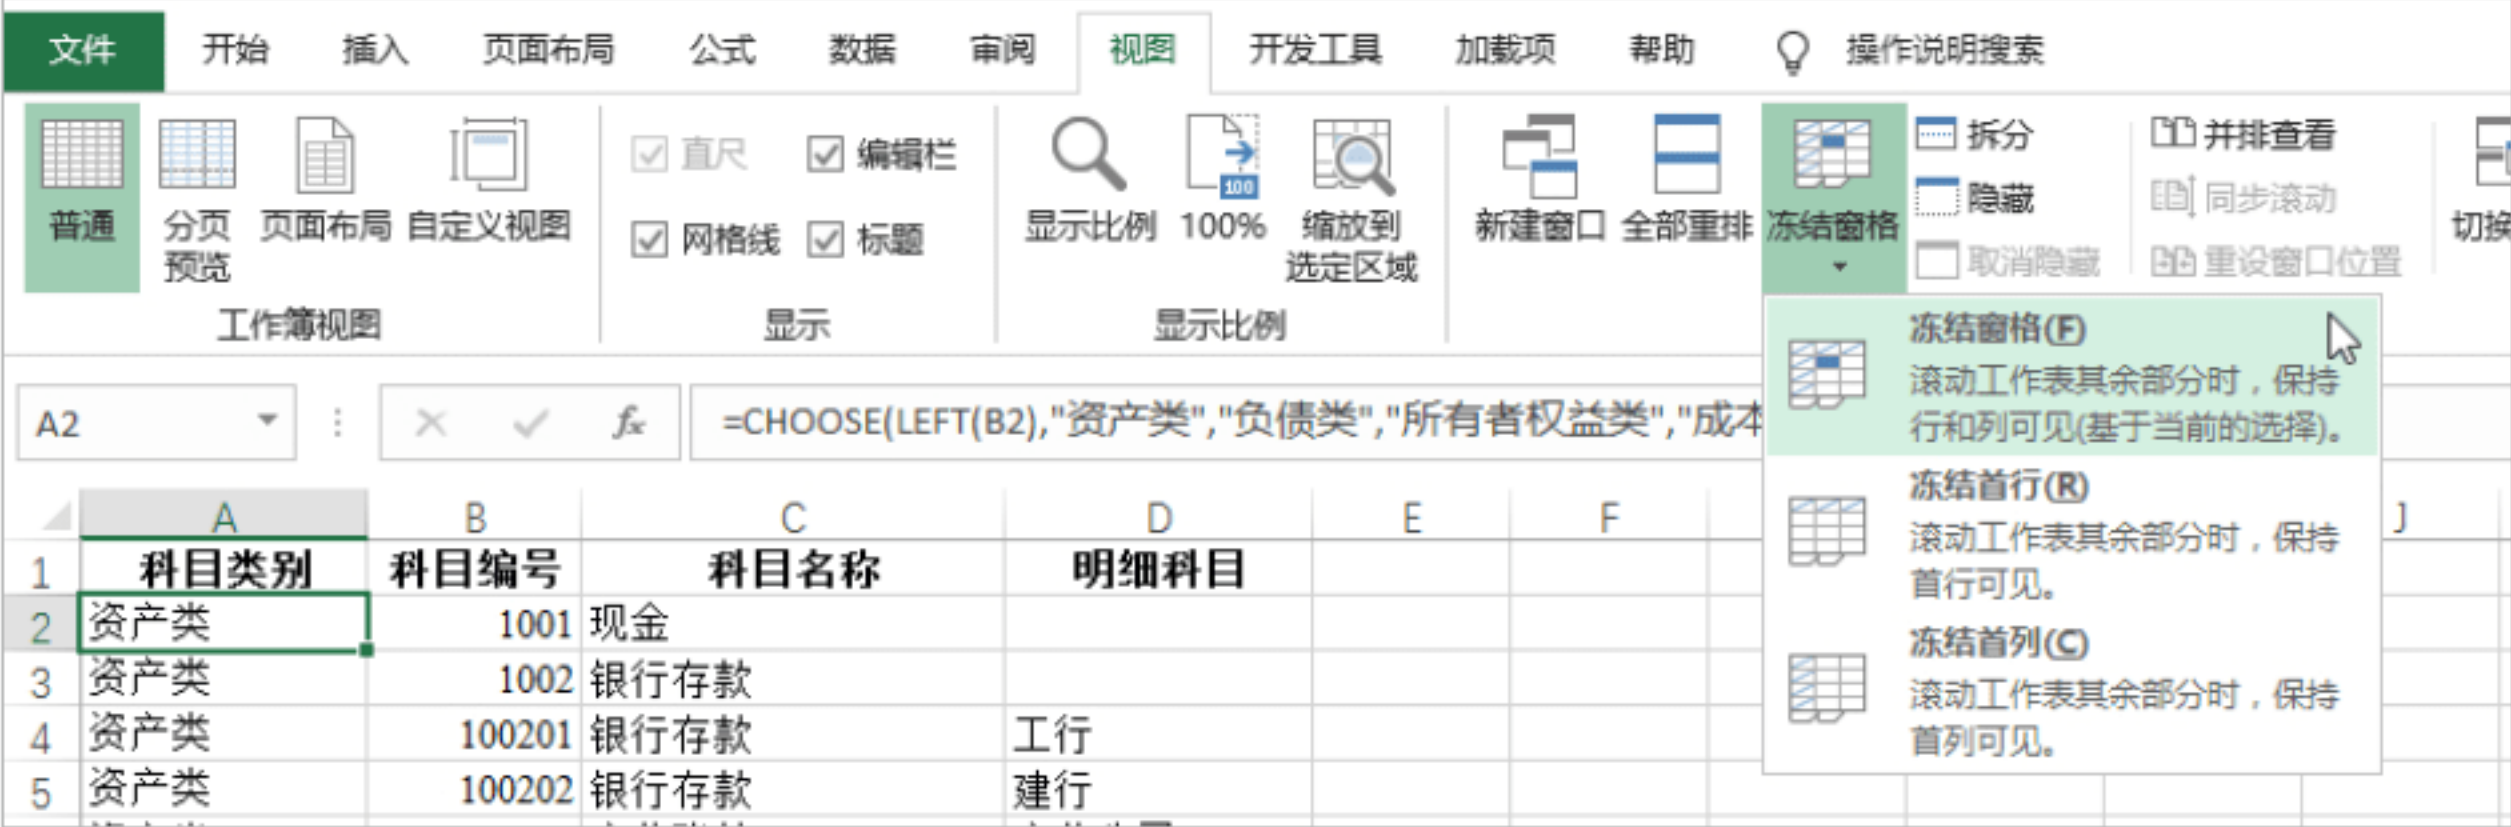 文件 开始 插入 页面布局 公式 数据 审阅 视图 开发工具 加载项 帮助 操作说明搜索
普通 分页预览 页面布局 自定义视图
工作簿视图
直尺 编辑栏
网格线 标题
显示
显示比例 100% 缩放到选定区域
显示比例
新建窗口 全部重排 冻结窗格
拆分
隐藏
取消隐藏
并排查看
同步滚动
重设窗口位置
切换
冻结窗格(F)
滚动工作表其余部分时，保持
行和列可见(基于当前的选择)。
冻结首行(R)
滚动工作表其余部分时，保持
首行可见。
冻结首列(C)
滚动工作表其余部分时，保持
首列可见。
A2 fx =CHOOSE(LEFT(B2),"资产类","负债类","所有者权益类","成本
A B C D E F J
1 科目类别 科目编号 科目名称 明细科目
2 资产类 1001 现金
3 资产类 1002 银行存款
4 资产类 100201 银行存款 工行
5 资产类 100202 银行存款 建行